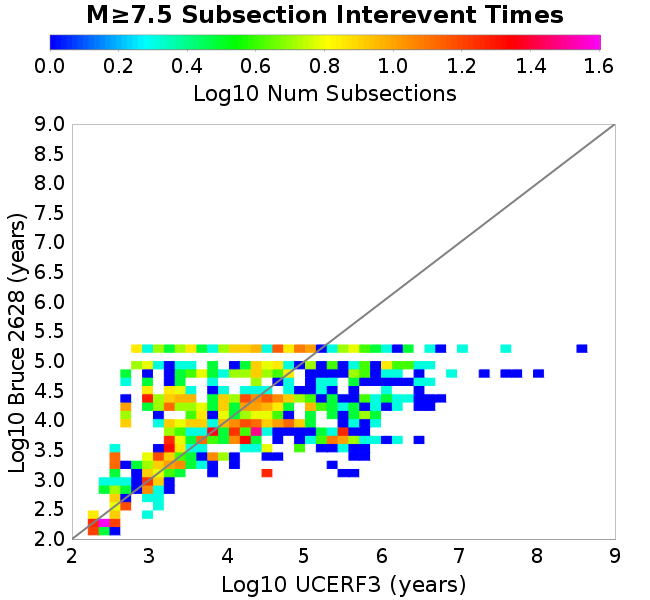 M≥7.5 Subsection Interevent Times
0.0 0.2 0.4 0.6 0.8 1.0 1.2 1.4 1.6
Log10 Num Subsections
9.0
8.5
8.0
7.5
7.0
6.5
6.0
5.5
5.0
4.5
4.0
3.5
3.0
2.5
2.0
Log10 Bruce 2628 (years)
2 3 4 5 6 7 8 9
Log10 UCERF3 (years)